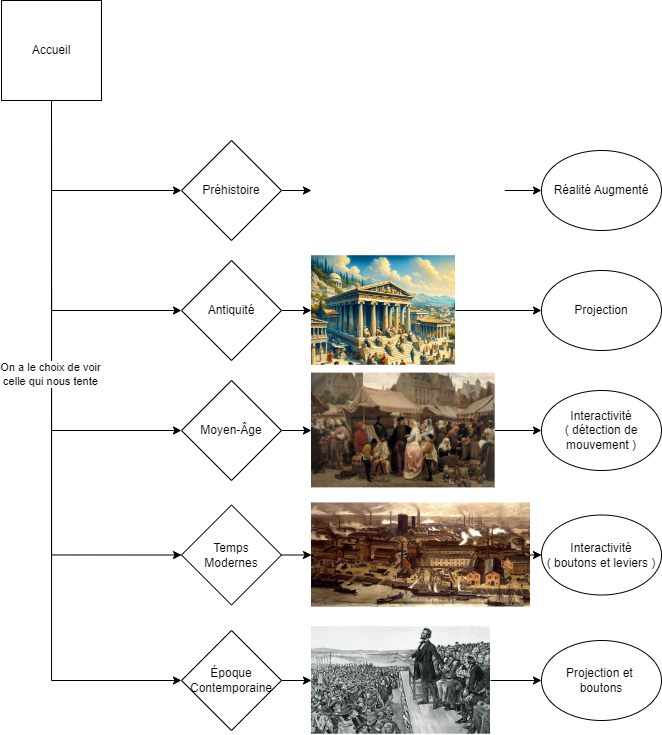 Accueil
Préhistoire
Réalité Augmenté
Antiquité
Projection
On a le choix de voir
celle qui nous tente
Moyen-Âge
Interactivité
( détection de
mouvement )
Temps
Modernes
Interactivité
( boutons et leviers )
Époque
Contemporaine
Projection et
boutons